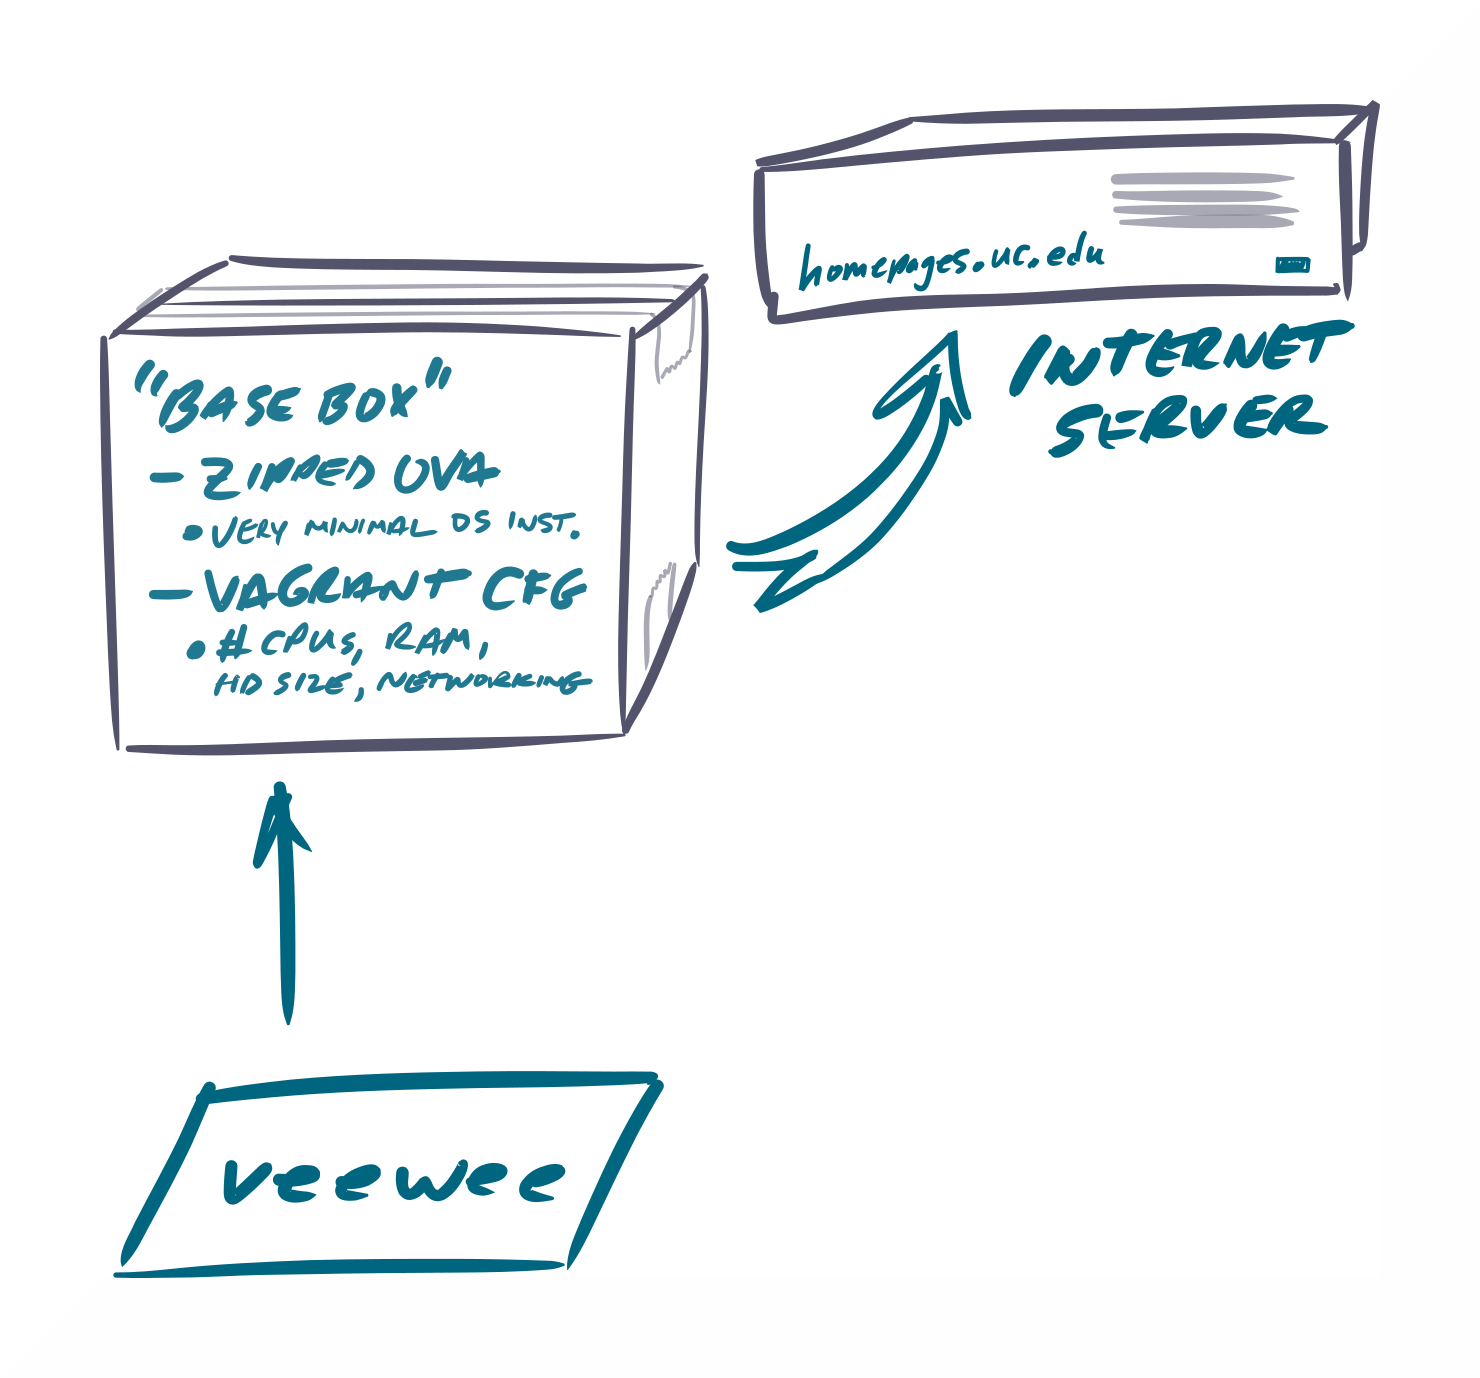 homepages.uc.edu
INTERNET
SERVER
"BASE BOX"
- ZIPPED OVA
• VERY MINIMAL OS INST.
- VAGRANT CFG
• # CPUs, RAM,
HD SIZE, NETWORKING
veewee